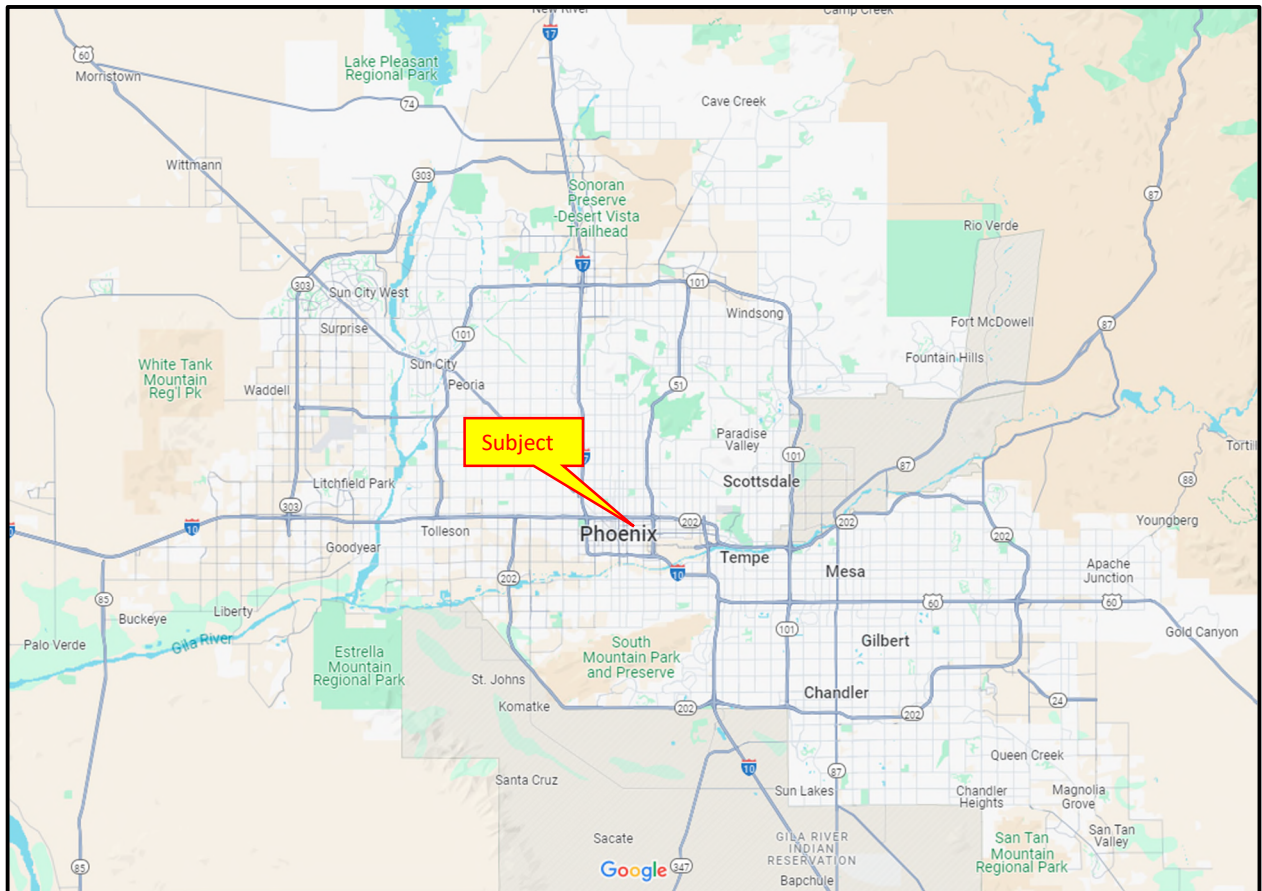 New River
Camp Creek
17
60
Morristown
Lake Pleasant
Regional Park
74
Cave Creek
Wittmann
303
Sonoran
Preserve
-Desert Vista
Trailhead
87
Rio Verde
17
303
Sun City West
101
Windsong
Surprise
101
Fort McDowell
87
White Tank
Mountain
Reg'l Pk
Sun City
Fountain Hills
Waddell
Peoria
51
Subject
Paradise
Valley
101
87
Scottsdale
88
Litchfield Park
303
10
Tolleson
Phoenix
202
202
Youngberg
Goodyear
202
Tempe
Mesa
Apache
Junction
202
10
85
Buckeye
Liberty
60
60
Gila River
Palo Verde
101
Gold Canyon
Estrella
Mountain
Regional Park
South
Mountain Park
and Preserve
Gilbert
St. Johns
Chandler
Komatke
202
202
24
Queen Creek
10
87
Santa Cruz
Sun Lakes
Chandler
Heights
Magnolia
Grove
Sacate
GILA RIVER
INDIAN
RESERVATION
San Tan
Valley
San Tan
Mountain
Regional Park
85
Google
347
Bapchule